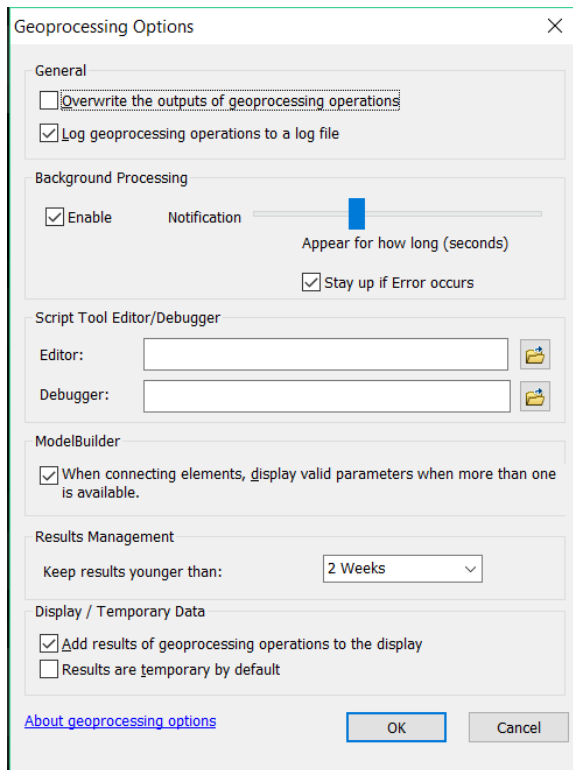 Geoprocessing Options
General
Overwrite the outputs of geoprocessing operations
Log geoprocessing operations to a log file
Background Processing
Enable
Notification
Appear for how long (seconds)
Stay up if Error occurs
Script Tool Editor/Debugger
Editor:
Debugger:
ModelBuilder
When connecting elements, display valid parameters when more than one
is available.
Results Management
Keep results younger than:
2 Weeks
Display / Temporary Data
Add results of geoprocessing operations to the display
Results are temporary by default
About geoprocessing options
OK
Cancel